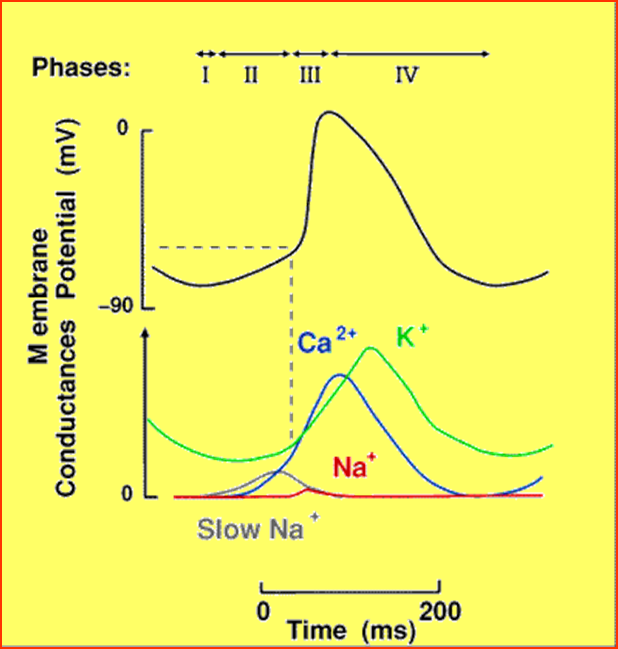 Phases:
I II III IV
0
Membrane
Potential (mV)
-90
Conductances
Ca2+
K+
Na+
0
Slow Na+
0 200
Time (ms)